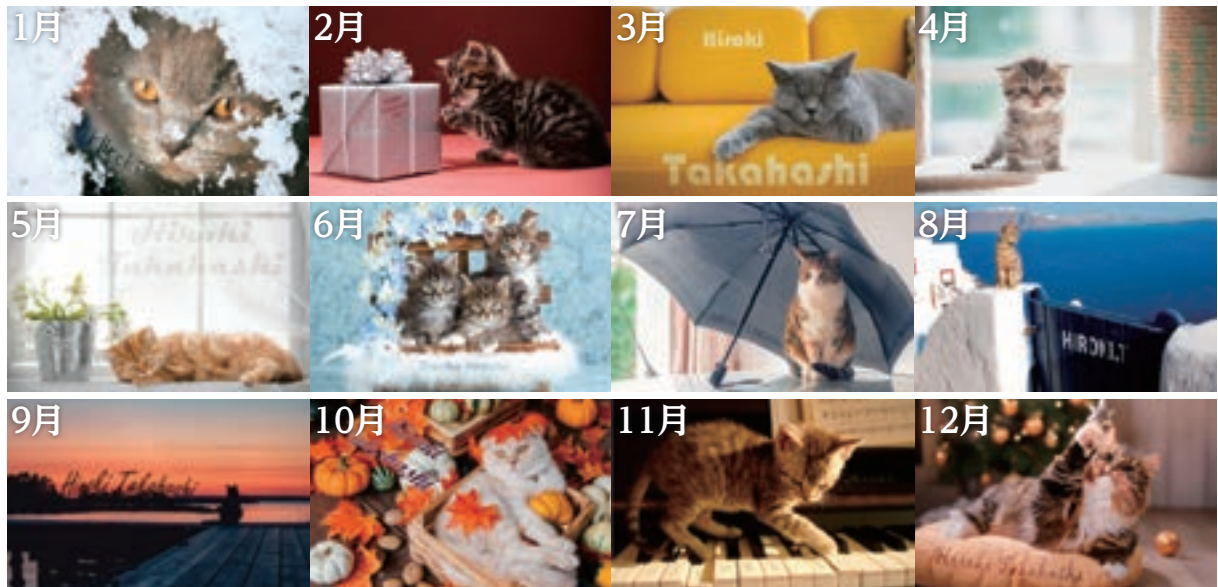 1月
2月
3月
Hiroki
Takahashi
4月
5月
Hiroki
Takahashi
6月
7月
8月
HIROKI.T
9月
Hiroki Takahashi
10月
11月
12月